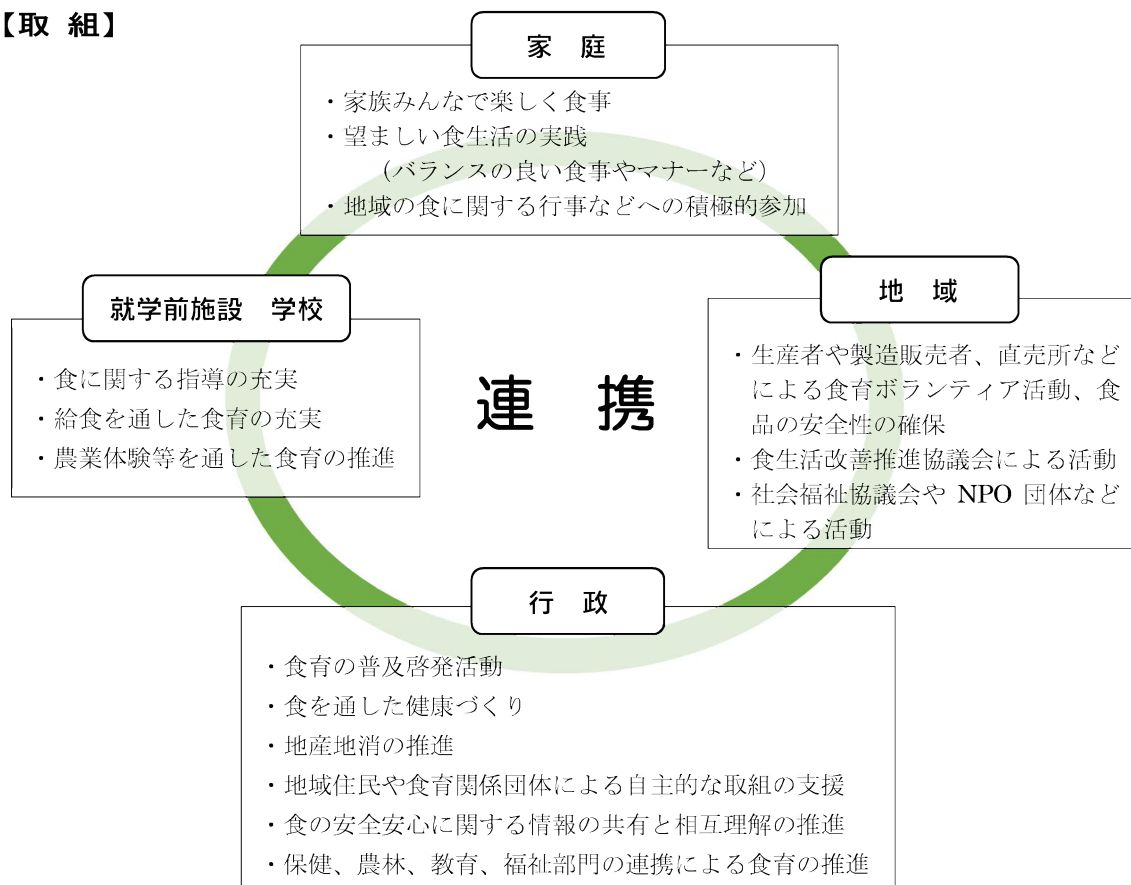 【取 組】
家 庭
・家族みんなで楽しく食事
・望ましい食生活の実践
（バランスの良い食事やマナーなど）
・地域の食に関する行事などへの積極的参加
就学前施設 学校
・食に関する指導の充実
・給食を通した食育の充実
・農業体験等を通した食育の推進
連 携
地 域
・生産者や製造販売者、直売所など
による食育ボランティア活動、食
品の安全性の確保
・食生活改善推進協議会による活動
・社会福祉協議会や NPO 団体など
による活動
行 政
・食育の普及啓発活動
・食を通した健康づくり
・地産地消の推進
・地域住民や食育関係団体による自主的な取組の支援
・食の安全安心に関する情報の共有と相互理解の推進
・保健、農林、教育、福祉部門の連携による食育の推進